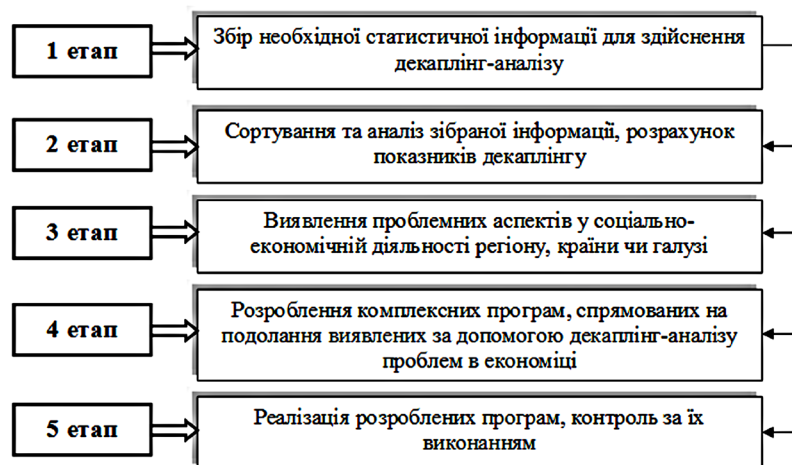 1 етап
Збір необхідної статистичної інформації для здійснення
декаплінг-аналізу
2 етап
Сортування та аналіз зібраної інформації, розрахунок
показників декаплінгу
3 етап
Виявлення проблемних аспектів у соціально-
економічній діяльності регіону, країни чи галузі
4 етап
Розроблення комплексних програм, спрямованих на
подолання виявлених за допомогою декаплінг-аналізу
проблем в економіці
5 етап
Реалізація розроблених програм, контроль за їх
виконанням